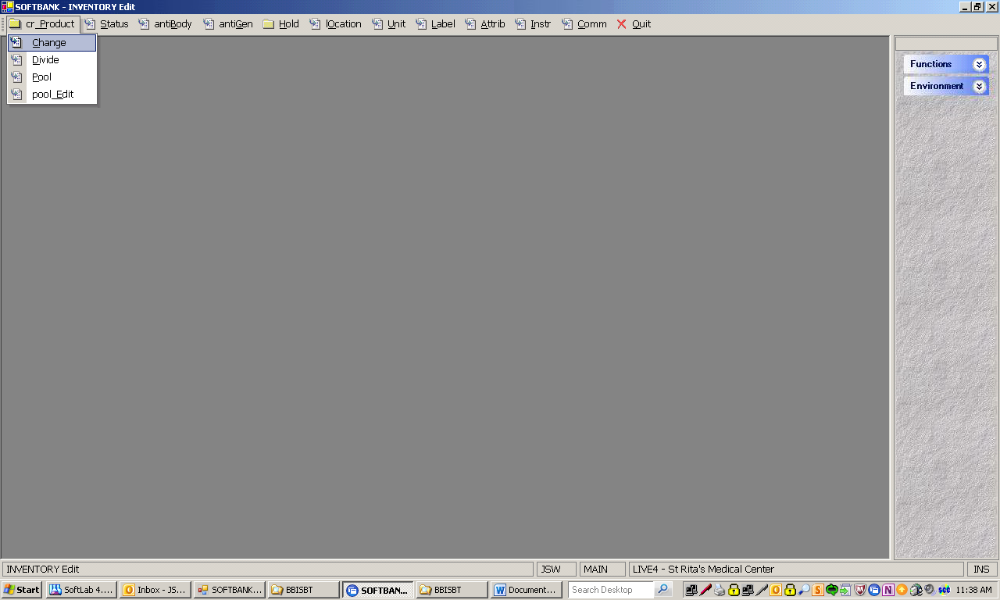 SOFTBANK - INVENTORY Edit
cr_Product Status antiBody antiGen Hold lOcation Unit Label Attrib Instr Comm Quit
Change
Divide
Pool
pool_Edit
Functions
Environment
INVENTORY Edit JSW MAIN LIVE4 - St Rita's Medical Center INS
Start SoftLab 4.... Inbox - JS... SOFTBANK... BBISBT SOFTBAN... BBISBT Document... Search Desktop 11:38 AM